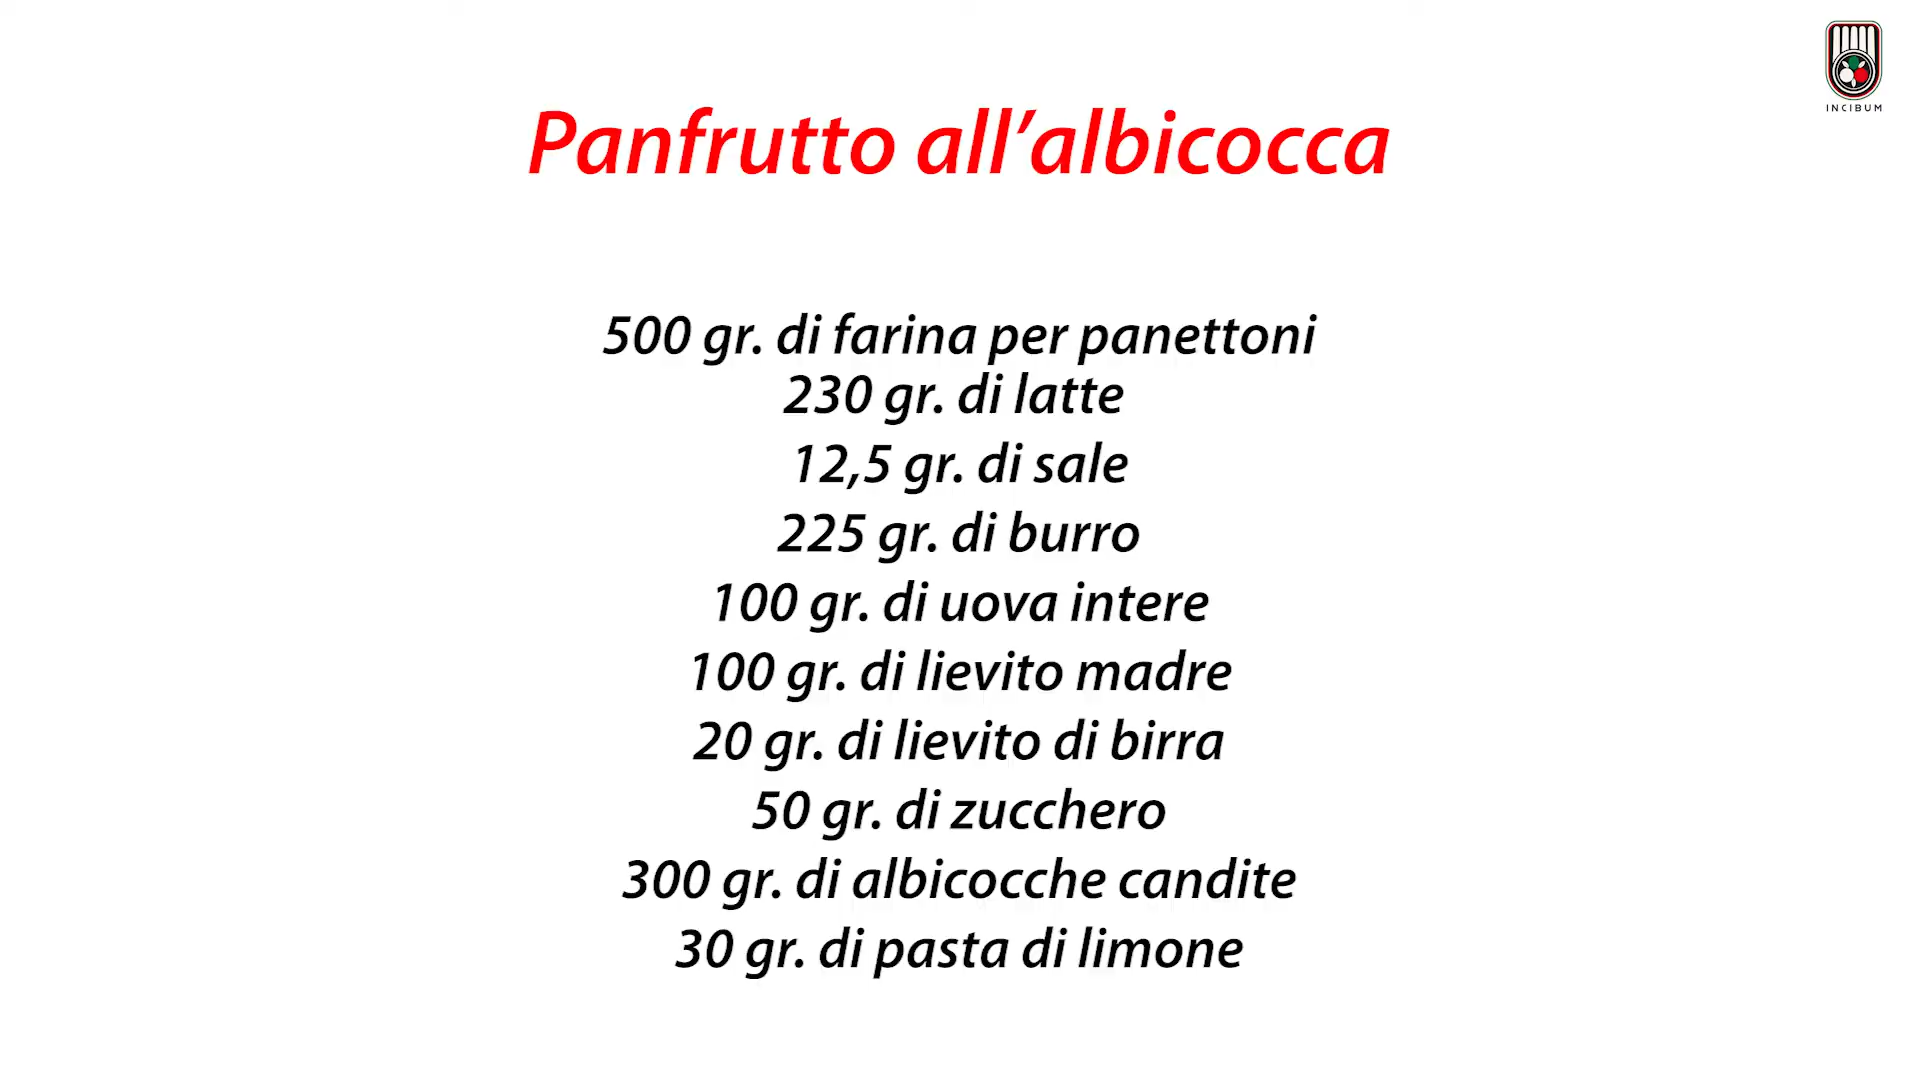 INCIBUM
Panfrutto all’albicocca
500 gr. di farina per panettoni
230 gr. di latte
12,5 gr. di sale
225 gr. di burro
100 gr. di uova intere
100 gr. di lievito madre
20 gr. di lievito di birra
50 gr. di zucchero
300 gr. di albicocche candite
30 gr. di pasta di limone